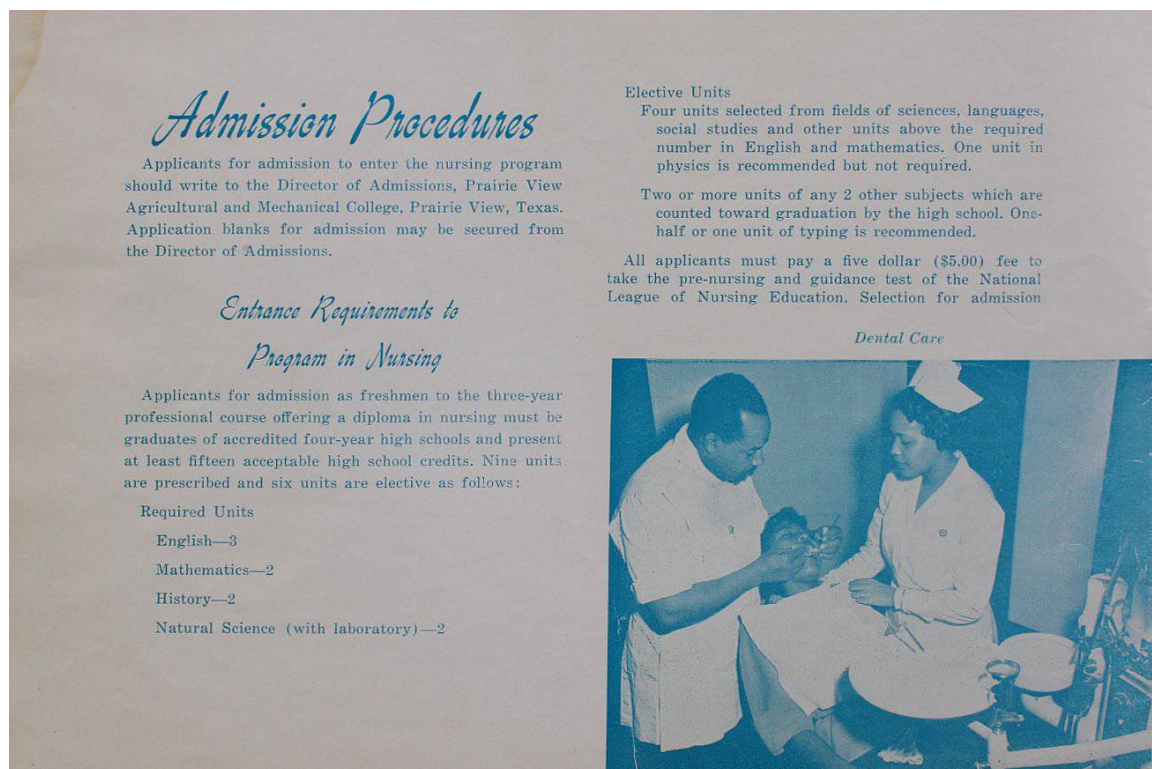 Admission Procedures
Applicants for admission to enter the nursing program
should write to the Director of Admissions, Prairie View
Agricultural and Mechanical College, Prairie View, Texas.
Application blanks for admission may be secured from
the Director of Admissions.
Entrance Requirements to
Program in Nursing
Applicants for admission as freshmen to the three-year
professional course offering a diploma in nursing must be
graduates of accredited four-year high schools and present
at least fifteen acceptable high school credits. Nine units
are prescribed and six units are elective as follows:
Required Units
English—3
Mathematics—2
History—2
Natural Science (with laboratory)—2
Elective Units
Four units selected from fields of sciences, languages,
social studies and other units above the required
number in English and mathematics. One unit in
physics is recommended but not required.
Two or more units of any 2 other subjects which are
counted toward graduation by the high school. One-
half or one unit of typing is recommended.
All applicants must pay a five dollar ($5.00) fee to
take the pre-nursing and guidance test of the National
League of Nursing Education. Selection for admission
Dental Care